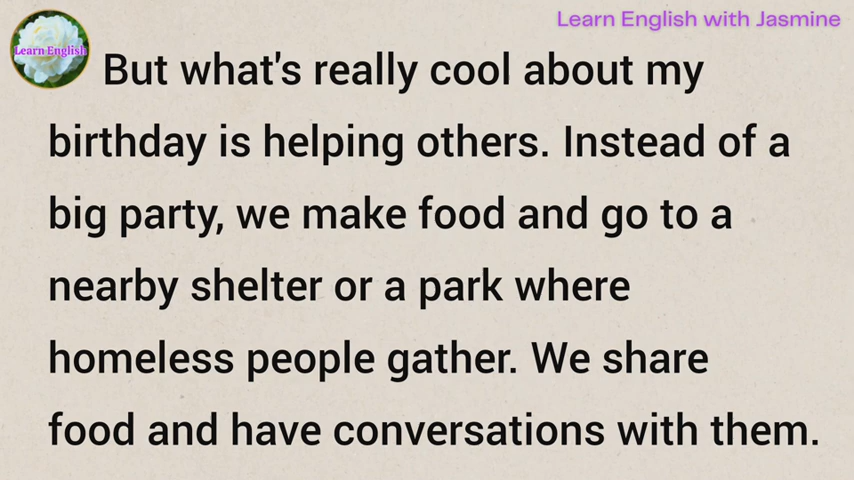 Learn English with Jasmine
Learn English
But what's really cool about my
birthday is helping others. Instead of a
big party, we make food and go to a
nearby shelter or a park where
homeless people gather. We share
food and have conversations with them.